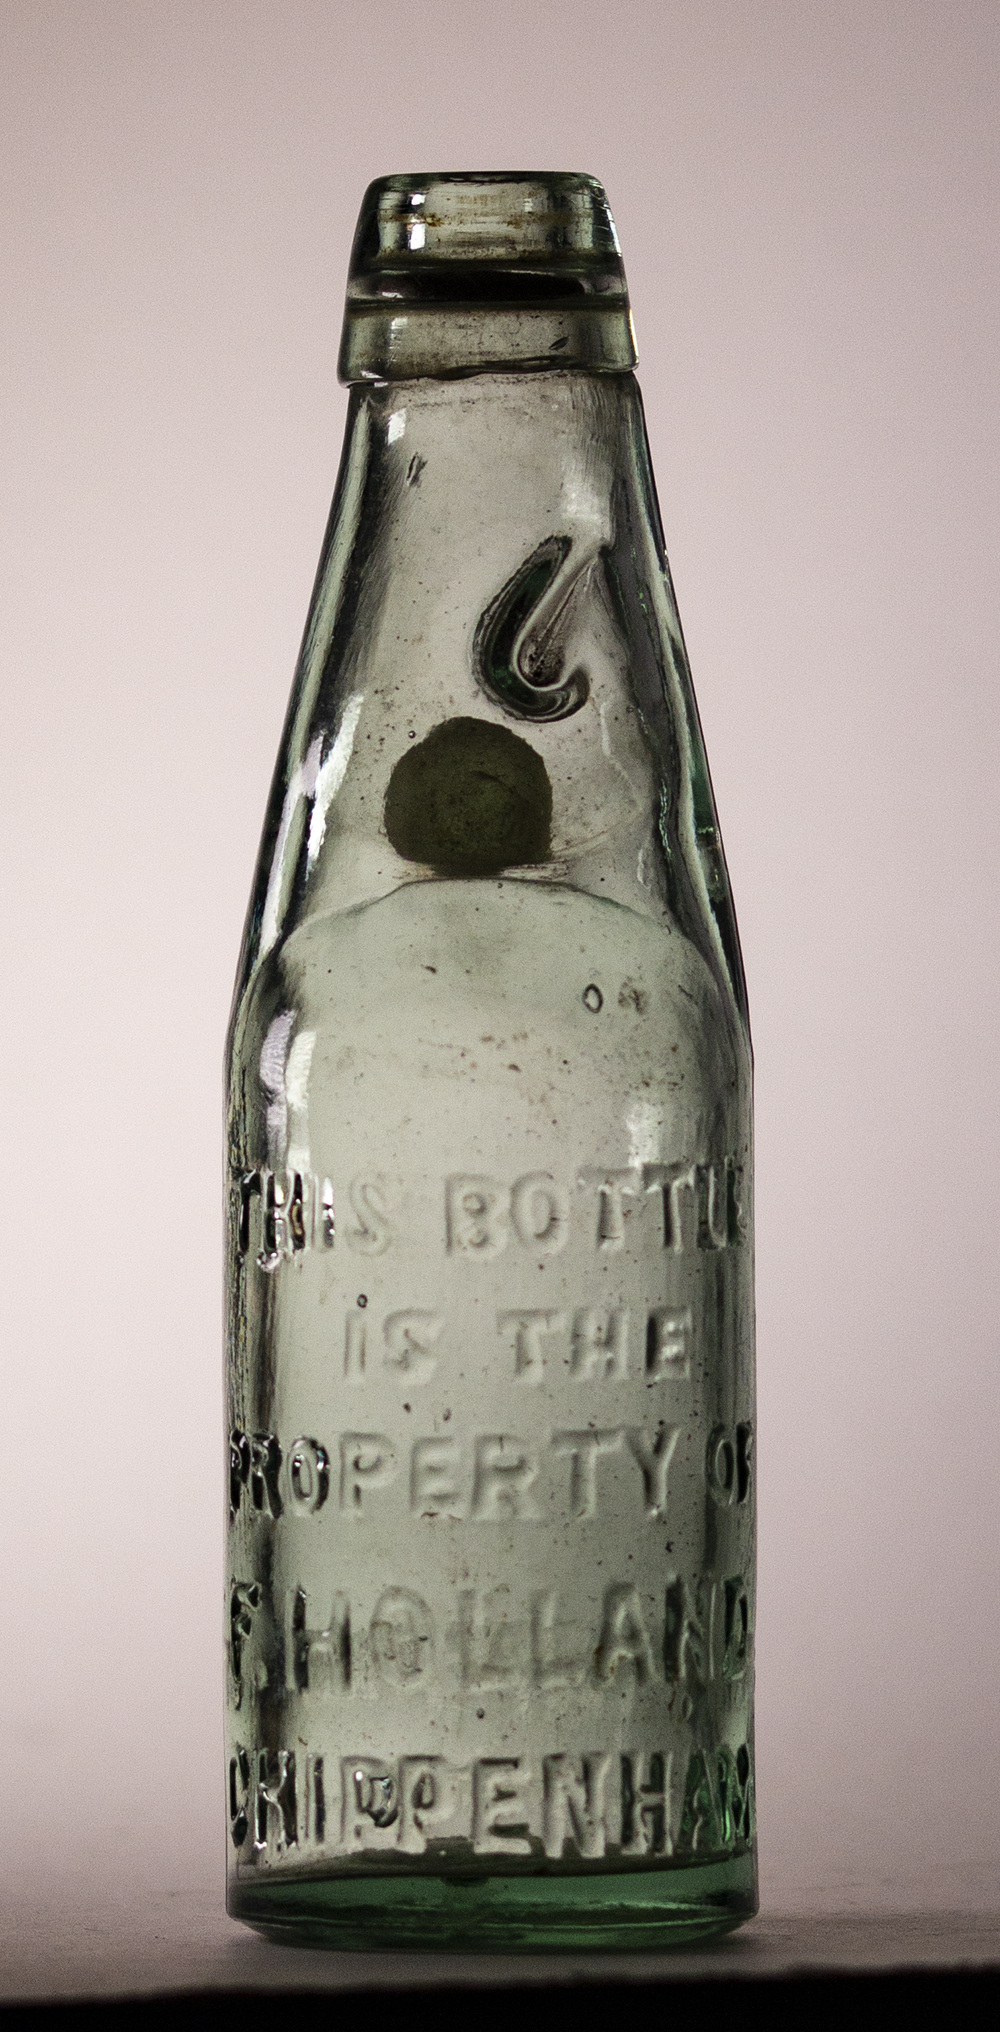 THIS BOTTLE
IS THE
PROPERTY OF
F. HOLLAND
CHIPPENHAM